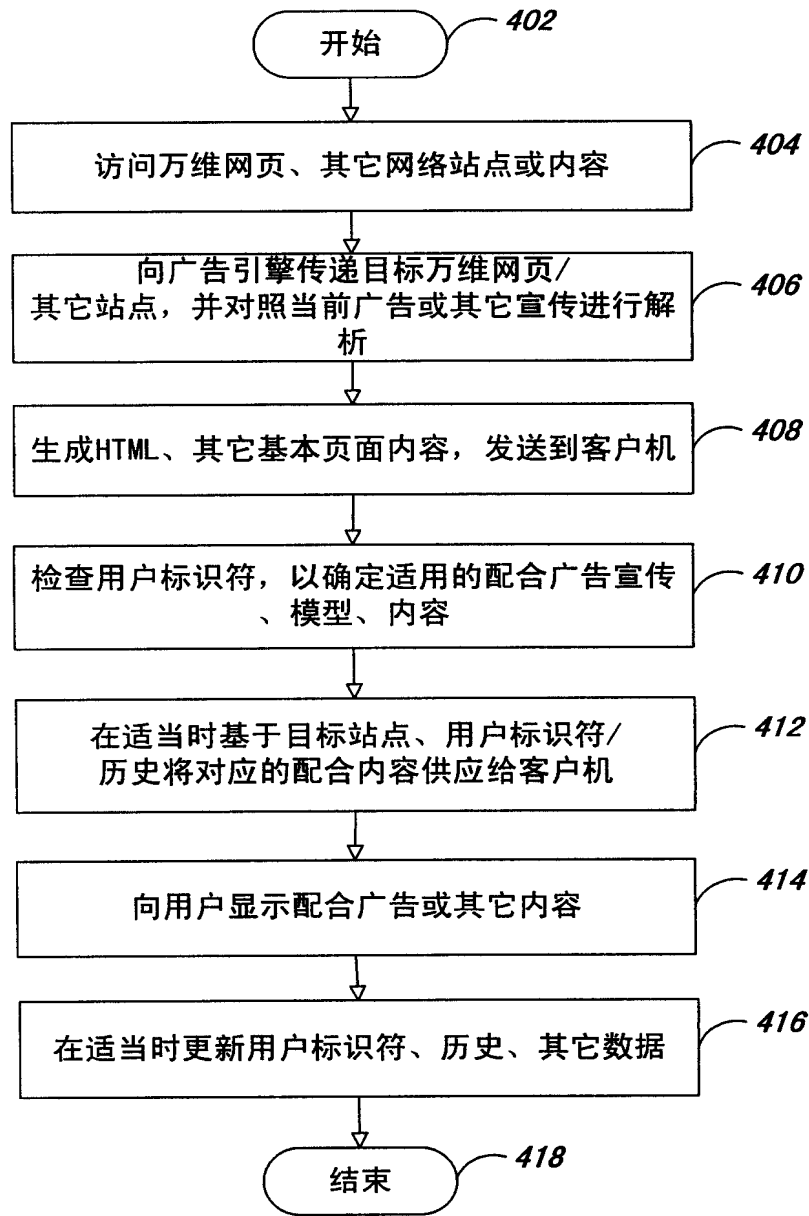 开始
402
访问万维网页、其它网络站点或内容
404
向广告引擎传递目标万维网页/
其它站点，并对照当前广告或其它宣传进行解
析
406
生成HTML、其它基本页面内容，发送到客户机
408
检查用户标识符，以确定适用的配合广告宣传
、模型、内容
410
在适当时基于目标站点、用户标识符/
历史将对应的配合内容供应给客户机
412
向用户显示配合广告或其它内容
414
在适当时更新用户标识符、历史、其它数据
416
结束
418